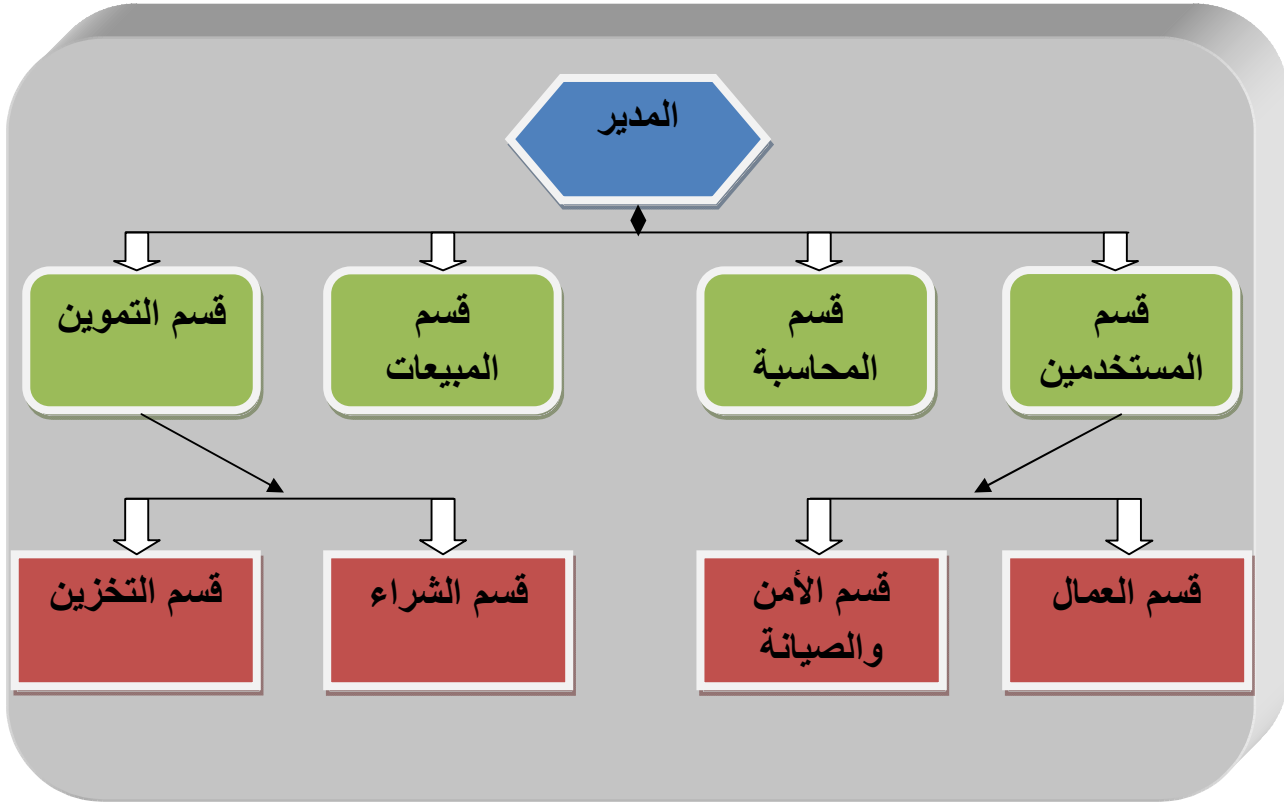 المدير
قسم
المستخدمين
قسم
المحاسبة
قسم
المبيعات
قسم التموين
قسم العمال
قسم الأمن
والصيانة
قسم الشراء
قسم التخزين